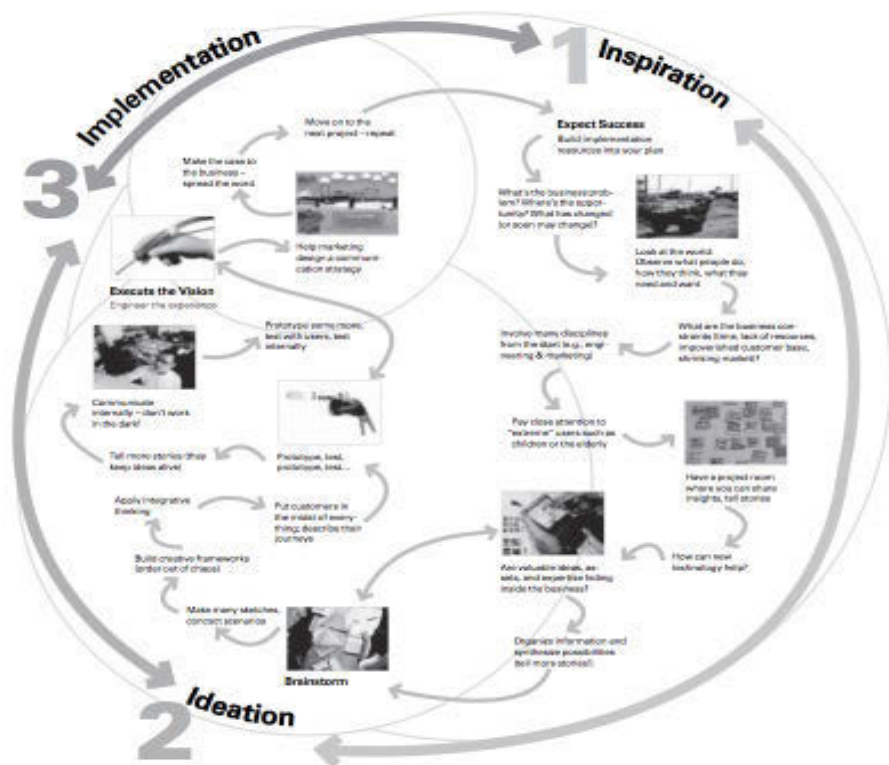 1 Inspiration
Expect Success
Build implementation
resources into your plan
What's the business prob-
lem? Where's the oppor-
tunity? What has changed
(or soon may change)?
Look at the world:
Observe what people do,
how they think, what they
need and want
What are the business con-
straints (time, lack of resources,
impoverished customer base,
shrinking market)?
Involve many disciplines
from the start (e.g., engi-
neering & marketing)
Pay close attention to
"extreme" users such as
children or the elderly
Have a project room
where you can share
insights, tell stories
How can new
technology help?
Are valuable ideas, as-
sets, and expertise hiding
inside the business?
Organize information and
synthesize possibilities
(tell more stories!)
2 Ideation
Brainstorm
Make many sketches,
concoct scenarios
Build creative frameworks
(order out of chaos)
Apply integrative
thinking
Put customers in
the midst of every-
thing; describe their
journeys
Prototype, test,
prototype, test...
Tell more stories (they
keep ideas alive)
Communicate
internally – don't work
in the dark!
Prototype some more,
test with users, test
internally
3 Implementation
Execute the Vision
Engineer the experience
Help marketing
design a communi-
cation strategy
Make the case to
the business –
spread the word
Move on to the
next project – repeat